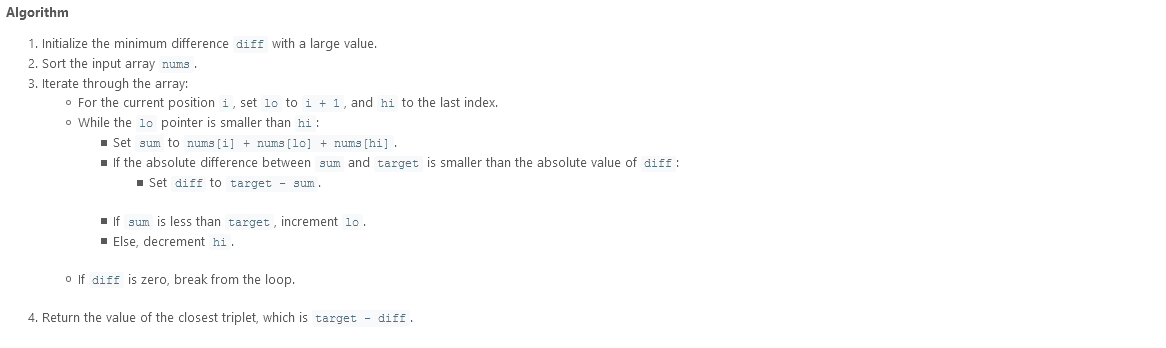 Algorithm
1. Initialize the minimum difference diff with a large value.
2. Sort the input array nums.
3. Iterate through the array:
For the current position i, set lo to i + 1, and hi to the last index.
While the lo pointer is smaller than hi:
Set sum to nums[i] + nums[lo] + nums[hi].
If the absolute difference between sum and target is smaller than the absolute value of diff:
Set diff to target - sum.
If sum is less than target, increment lo.
Else, decrement hi.
If diff is zero, break from the loop.
4. Return the value of the closest triplet, which is target - diff.